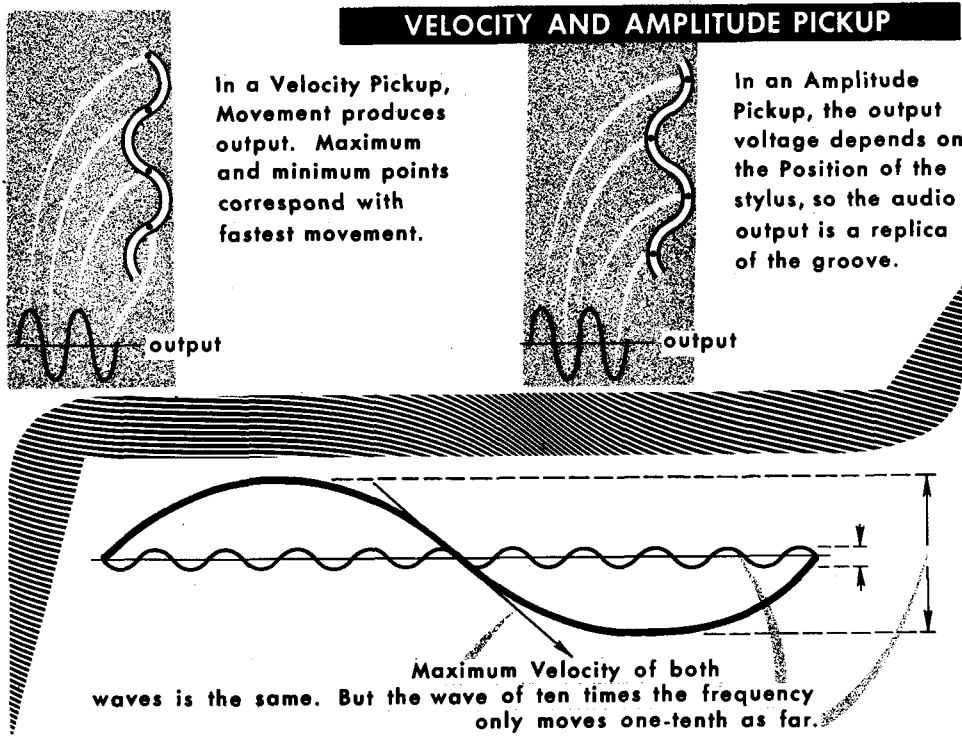 VELOCITY AND AMPLITUDE PICKUP
In a Velocity Pickup,
Movement produces
output. Maximum
and minimum points
correspond with
fastest movement.
output
In an Amplitude
Pickup, the output
voltage depends on
the Position of the
stylus, so the audio
output is a replica
of the groove.
output
Maximum Velocity of both
waves is the same. But the wave of ten times the frequency
only moves one-tenth as far.